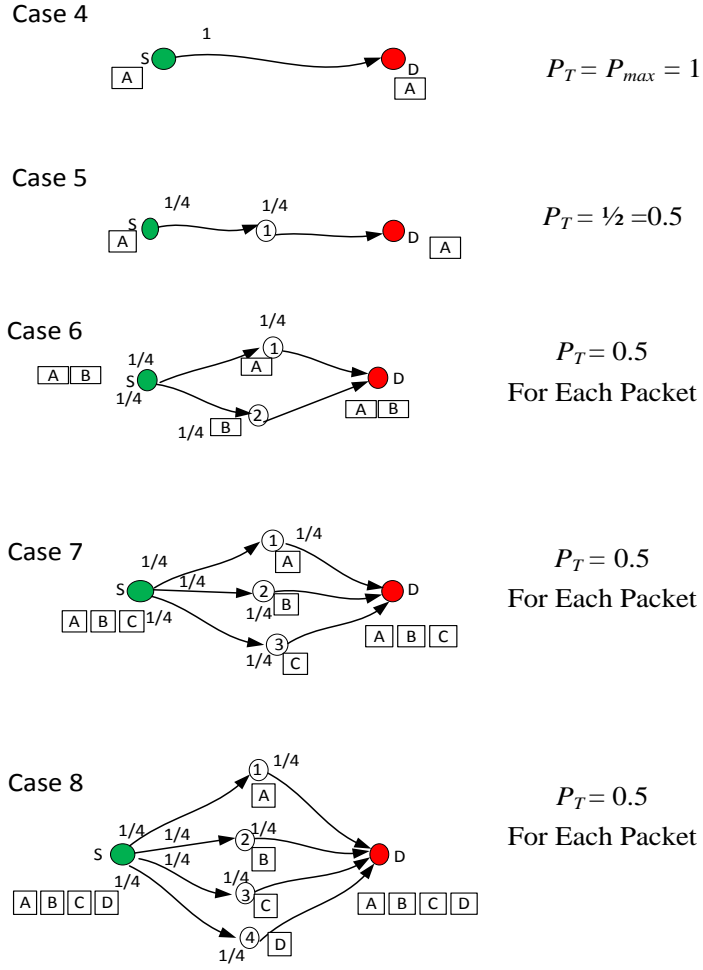 Case 4
1
S
A
D
A
P_T = P_max = 1
Case 5
1/4
1/4
S
A
1
D
A
P_T = ½ =0.5
Case 6
1/4
1/4
S
1/4
A B
1
A
1/4
2
B
D
A B
P_T = 0.5
For Each Packet
Case 7
1/4
1/4
1/4
S
A B C
1
A
1/4
2
B
1/4
3
C
1/4
D
A B C
P_T = 0.5
For Each Packet
Case 8
1/4
1/4
1/4
1/4
S
A B C D
1
A
1/4
2
B
1/4
3
C
1/4
4
D
1/4
D
A B C D
P_T = 0.5
For Each Packet